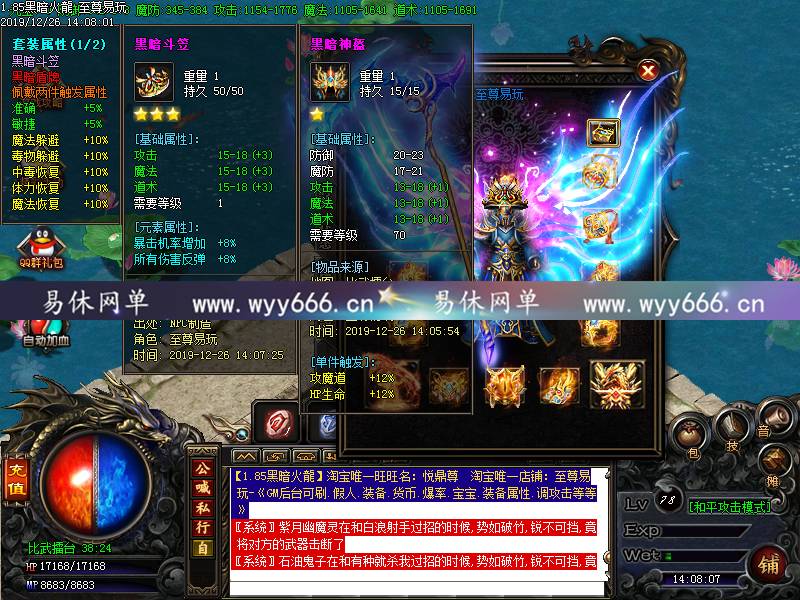 1.85黑暗火龍-至尊易玩
魔防:345-384 攻击:1154-1776 魔法:1105-1641 道术:1105-1691
2019/12/26 14:08:01
套装属性(1/2)
黑暗斗笠
黑暗盾牌
佩戴两件触发属性
准确 +5%
敏捷 +5%
魔法躲避 +10%
毒物躲避 +10%
中毒恢复 +10%
体力恢复 +10%
魔法恢复 +10%
黑暗斗笠
重量 1
持久 50/50
[基础属性]:
攻击 15-18 (+3)
魔法 15-18 (+3)
道术 15-18 (+3)
需要等级 1
[元素属性]:
暴击机率增加 +8%
所有伤害反弹 +8%
出处: NPC制造
角色: 至尊易玩
时间: 2019-12-26 14:07:25
黑暗神盔
重量 1
持久 15/15
[基础属性]:
防御 20-23
魔防 17-21
攻击 13-18 (+1)
魔法 13-18 (+1)
道术 13-18 (+1)
需要等级 70
[物品来源]
时间: 2019-12-26 14:05:54
[单件触发]:
攻魔道 +12%
HP生命 +12%
至尊易玩
QQ群礼包
自动加血
易休网单 www.wyy666.cn 易休网单 www.wyy666.cn
充值
公
喊
私
行
自
【1.85黑暗火龍】淘宝唯一旺旺名：悦鼎尊 淘宝唯一店铺：至尊易
玩-《GM后台可刷.假人.装备.货币.爆率.宝宝.装备属性.调攻击等等
》
〖系统〗紫月幽魔灵在和白浪射手过招的时候,势如破竹,锐不可挡,竟
将对方的武器击断了
〖系统〗石油鬼子在和有种就杀我过招的时候,势如破竹,锐不可挡,竟
比武擂台 38:24
HP 17168/17168
MP 8683/8683
包
技
音
摊
Lv 78
[和平攻击模式]
Exp
Wet
铺
14:08:07